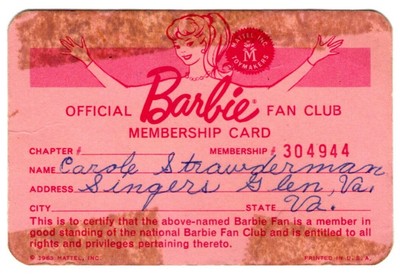 MATTEL, INC.
M
TOYMAKERS
OFFICIAL Barbie® FAN CLUB
MEMBERSHIP CARD
CHAPTER # MEMBERSHIP # 304944
NAME Carole Strawderman
ADDRESS Singers Glen, Va.
CITY STATE Va.
This is to certify that the above-named Barbie Fan is a member in
good standing of the national Barbie Fan Club and is entitled to all
rights and privileges pertaining thereto.
MATTEL, INC. PRINTED IN U.S.A.